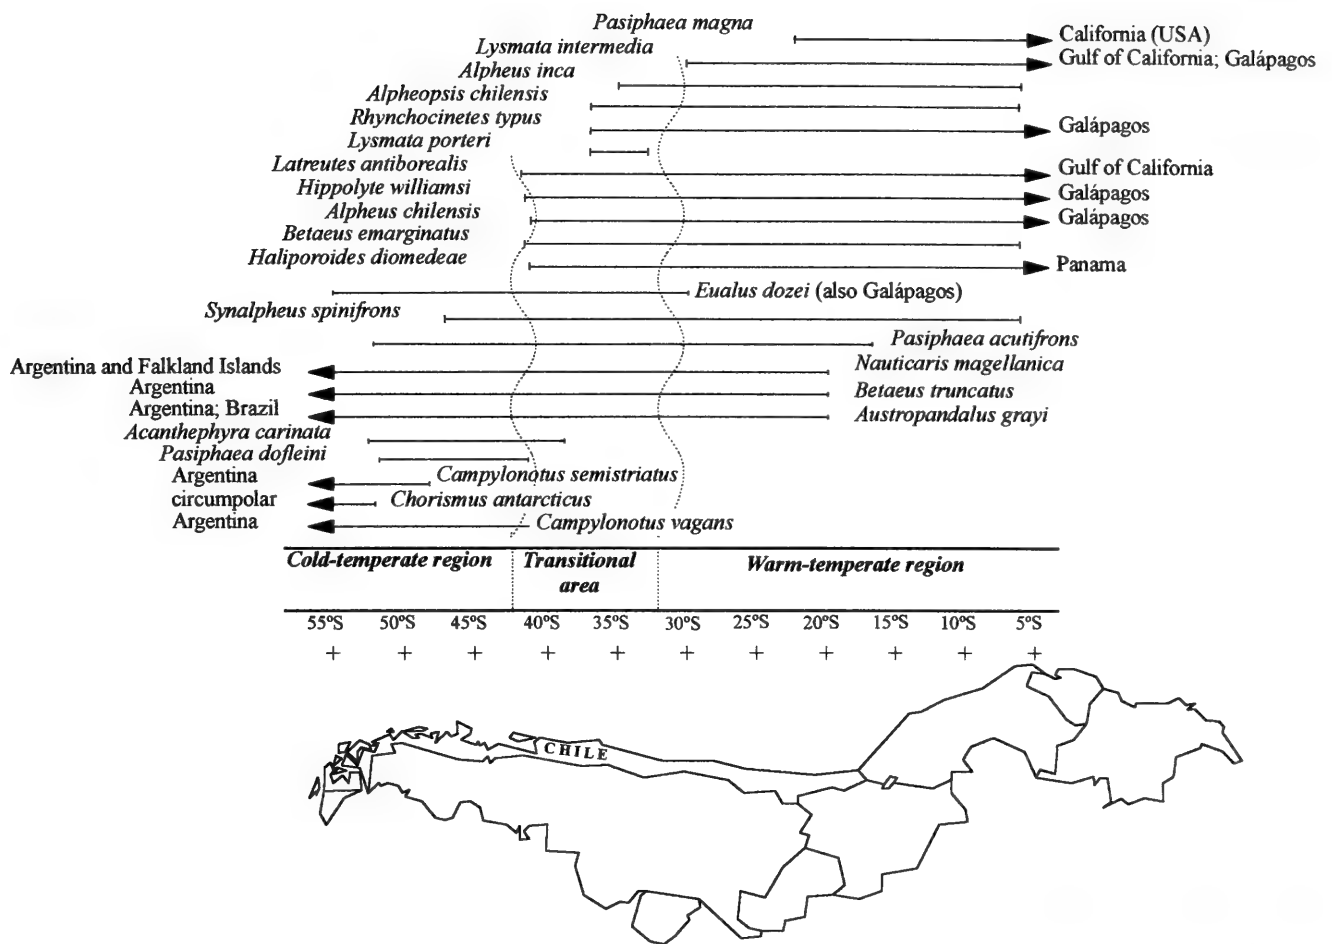 Pasiphaea magna
California (USA)
Lysmata intermedia
Gulf of California; Galápagos
Alpheus inca
Alpheopsis chilensis
Rhynchocinetes typus
Galápagos
Lysmata porteri
Latreutes antiborealis
Gulf of California
Hippolyte williamsi
Galápagos
Alpheus chilensis
Galápagos
Betaeus emarginatus
Haliporoides diomedeae
Panama
Eualus dozei (also Galápagos)
Synalpheus spinifrons
Pasiphaea acutifrons
Argentina and Falkland Islands
Nauticaris magellanica
Argentina
Betaeus truncatus
Argentina; Brazil
Austropandalus grayi
Acanthephyra carinata
Pasiphaea dofleini
Argentina
Campylonotus semistriatus
circumpolar
Chorismus antarcticus
Argentina
Campylonotus vagans
Cold-temperate region
Transitional
area
Warm-temperate region
55°S 50°S 45°S 40°S 35°S 30°S 25°S 20°S 15°S 10°S 5°S
CHILE